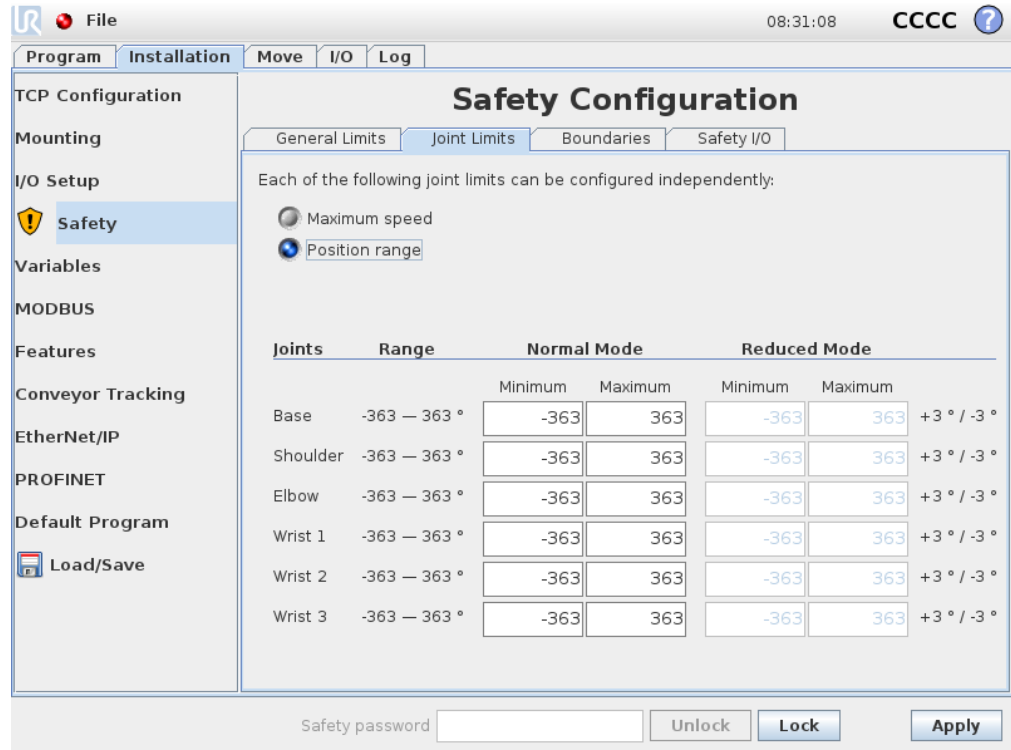 UR File 08:31:08 CCCC ?
Program Installation Move I/O Log
TCP Configuration
Mounting
I/O Setup
Safety
Variables
MODBUS
Features
Conveyor Tracking
EtherNet/IP
PROFINET
Default Program
Load/Save
Safety Configuration
General Limits Joint Limits Boundaries Safety I/O
Each of the following joint limits can be configured independently:
Maximum speed
Position range
Joints Range Normal Mode Reduced Mode
Minimum Maximum Minimum Maximum
Base -363 — 363 ° -363 363 -363 363 +3 ° / -3 °
Shoulder -363 — 363 ° -363 363 -363 363 +3 ° / -3 °
Elbow -363 — 363 ° -363 363 -363 363 +3 ° / -3 °
Wrist 1 -363 — 363 ° -363 363 -363 363 +3 ° / -3 °
Wrist 2 -363 — 363 ° -363 363 -363 363 +3 ° / -3 °
Wrist 3 -363 — 363 ° -363 363 -363 363 +3 ° / -3 °
Safety password Unlock Lock Apply